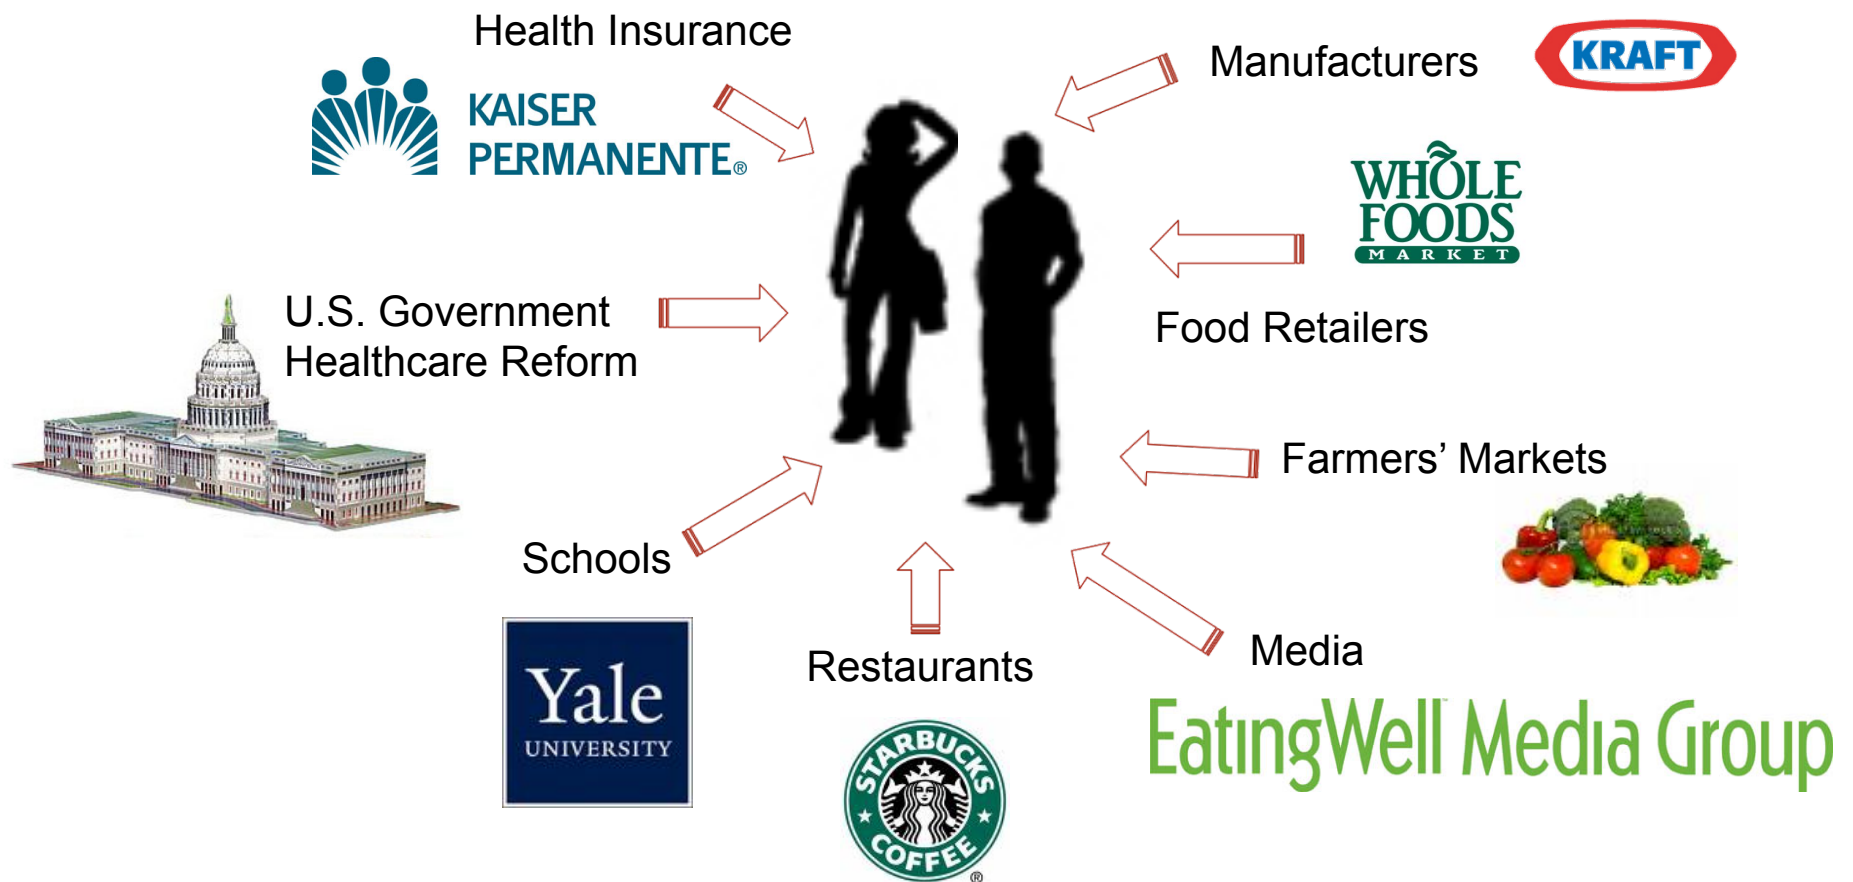 Health Insurance
KAISER
PERMANENTE®
Manufacturers
KRAFT
WHOLE
FOODS
MARKET
Food Retailers
U.S. Government
Healthcare Reform
Farmers’ Markets
Schools
Yale
UNIVERSITY
Restaurants
STARBUCKS
COFFEE
®
Media
EatingWell Media Group